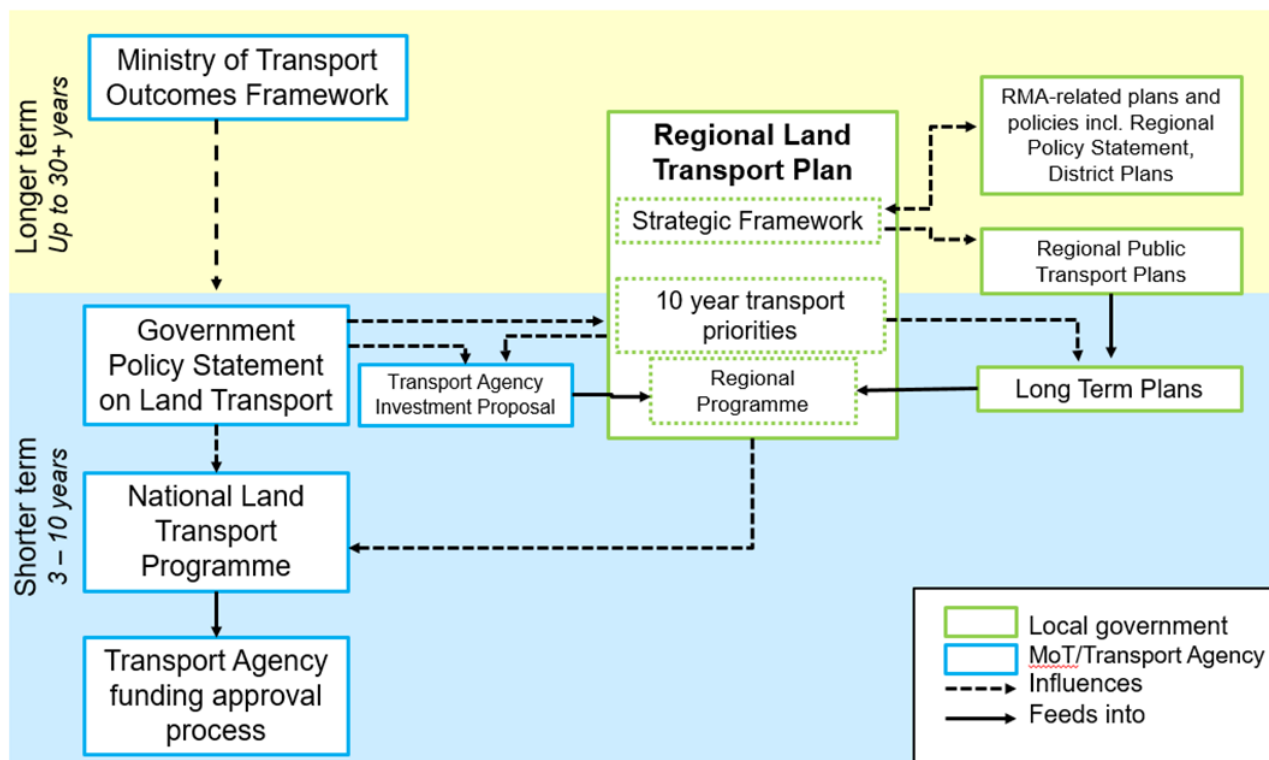 Longer term
Up to 30+ years
Ministry of Transport
Outcomes Framework
Regional Land
Transport Plan
Strategic Framework
RMA-related plans and
policies incl. Regional
Policy Statement,
District Plans
Regional Public
Transport Plans
Shorter term
3 – 10 years
Government
Policy Statement
on Land Transport
10 year transport
priorities
Transport Agency
Investment Proposal
Regional
Programme
Long Term Plans
National Land
Transport
Programme
Transport Agency
funding approval
process
Local government
MoT/Transport Agency
Influences
Feeds into